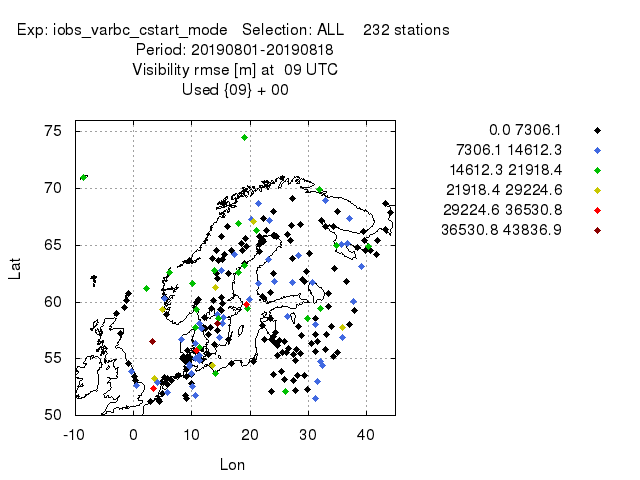 Exp: iobs_varbc_cstart_mode Selection: ALL 232 stations
Period: 20190801-20190818
Visibility rmse [m] at 09 UTC
Used {09} + 00
0.0 7306.1
7306.1 14612.3
14612.3 21918.4
21918.4 29224.6
29224.6 36530.8
36530.8 43836.9
75
70
65
60
55
50
Lat
-10 0 10 20 30 40
Lon